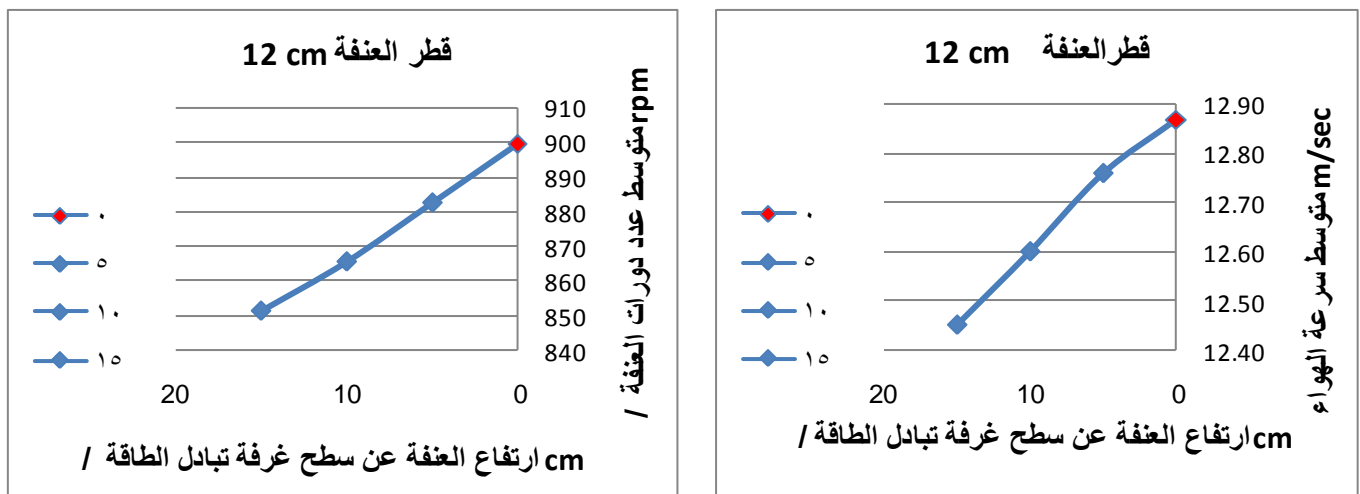 قطر العنفة 12 cm
910
900
890
880
870
860
850
840
متوسط عدد دورات العنفة / rpm
٠
٥
١٠
١٥
20 10 0
ارتفاع العنفة عن سطح غرفة تبادل الطاقة / cm
قطرالعنفة 12 cm
12.90
12.80
12.70
12.60
12.50
12.40
متوسط سرعة الهواء m/sec
٠
٥
١٠
١٥
20 10 0
ارتفاع العنفة عن سطح غرفة تبادل الطاقة / cm